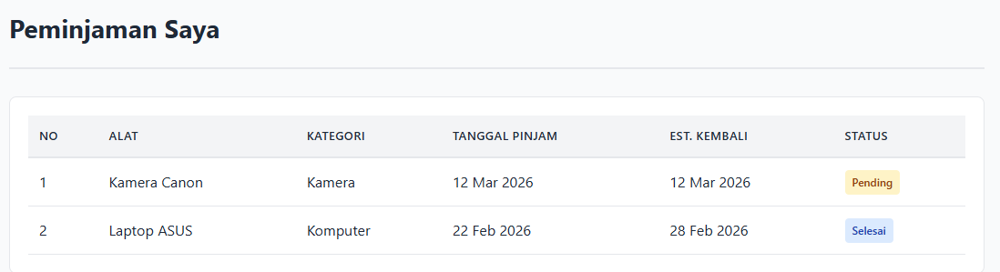 Peminjaman Saya
NO ALAT KATEGORI TANGGAL PINJAM EST. KEMBALI STATUS
1 Kamera Canon Kamera 12 Mar 2026 12 Mar 2026 Pending
2 Laptop ASUS Komputer 22 Feb 2026 28 Feb 2026 Selesai